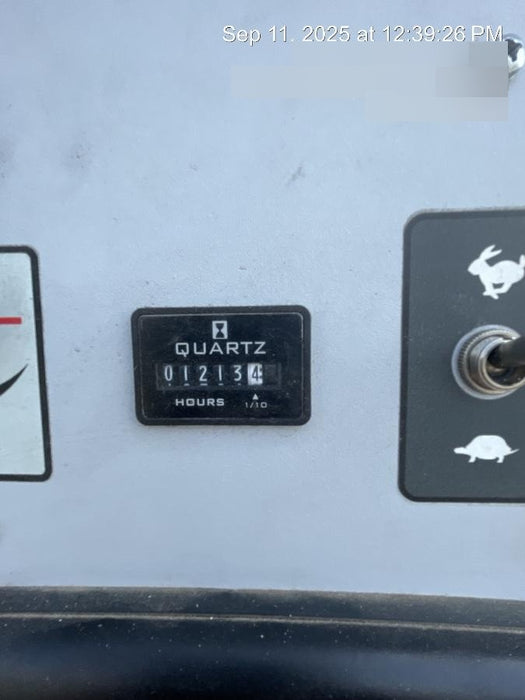 Sep 11, 2025 at 12:39:26 PM
QUARTZ
012134
HOURS
1/10